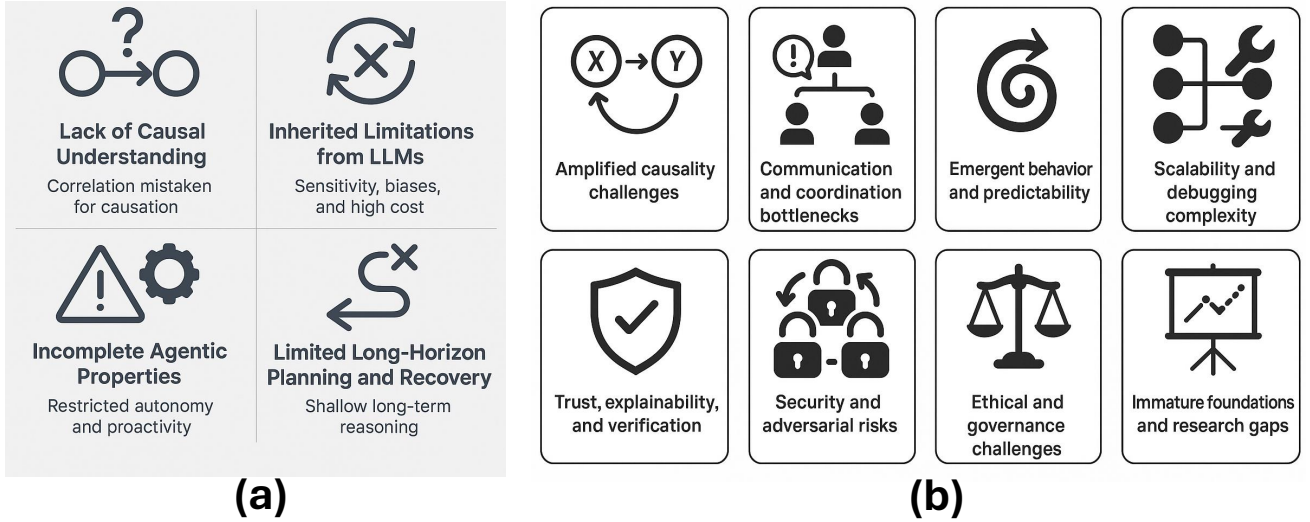 ?
Lack of Causal
Understanding
Correlation mistaken
for causation
Inherited Limitations
from LLMs
Sensitivity, biases,
and high cost
Incomplete Agentic
Properties
Restricted autonomy
and proactivity
Limited Long-Horizon
Planning and Recovery
Shallow long-term
reasoning
(a)
X Y
Amplified causality
challenges
Communication
and coordination
bottlenecks
Emergent behavior
and predictability
Scalability and
debugging
complexity
Trust, explainability,
and verification
Security and
adversarial risks
Ethical and
governance
challenges
Immature foundations
and research gaps
(b)